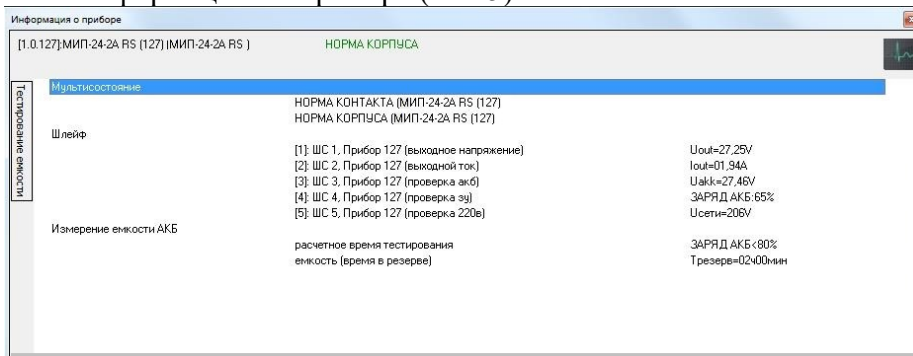 Информация о приборе
[1.0.127]:МИП-24-2А RS (127) (МИП-24-2А RS ) НОРМА КОРПУСА
Тестирование емкости
Мультисостояние
НОРМА КОНТАКТА (МИП-24-2А RS (127)
НОРМА КОРПУСА (МИП-24-2А RS (127)
Шлейф
[1]: ШС 1, Прибор 127 (выходное напряжение) Uout=27,25V
[2]: ШС 2, Прибор 127 (выходной ток) Iout=01,94А
[3]: ШС 3, Прибор 127 (проверка акб) Uakk=27,46V
[4]: ШС 4, Прибор 127 (проверка зу) ЗАРЯД АКБ:65%
[5]: ШС 5, Прибор 127 (проверка 220в) Uсети=206V
Измерение емкости АКБ
расчетное время тестирования ЗАРЯД АКБ<80%
емкость (время в резерве) Трезерв=02ч00мин